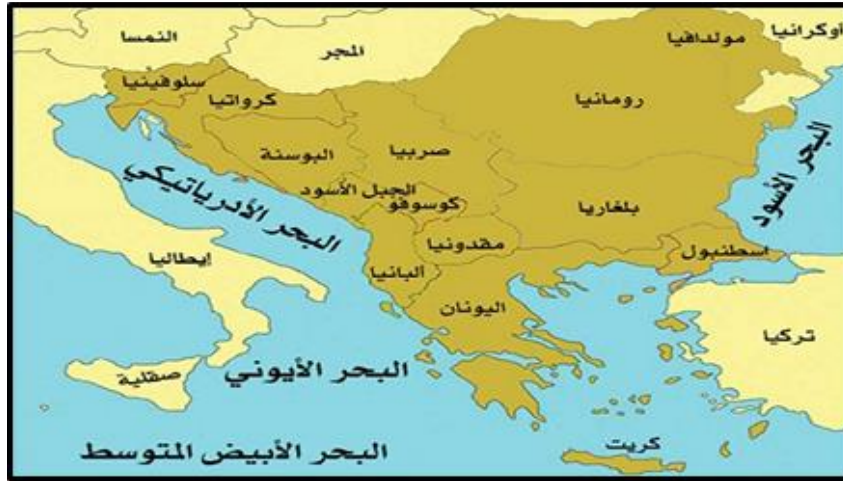 النمسا
المجر
مولدافيا
أوكرانيا
سلوفينيا
كرواتيا
رومانيا
البوسنة
صربيا
البحر الأسود
الجبل الأسود
كوسوفو
بلغاريا
البحر الأدرياتيكي
مقدونيا
اسطنبول
إيطاليا
ألبانيا
اليونان
تركيا
صقلية
البحر الأيوني
كريت
البحر الأبيض المتوسط